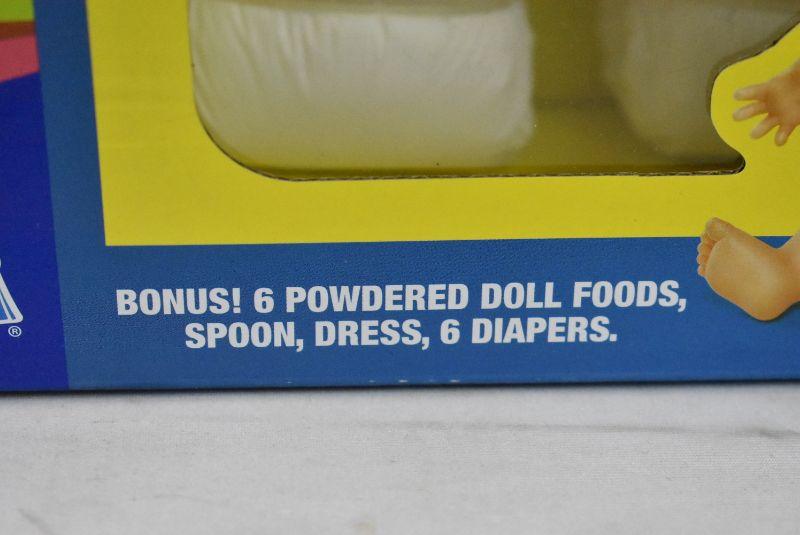 BONUS! 6 POWDERED DOLL FOODS,
SPOON, DRESS, 6 DIAPERS.
®